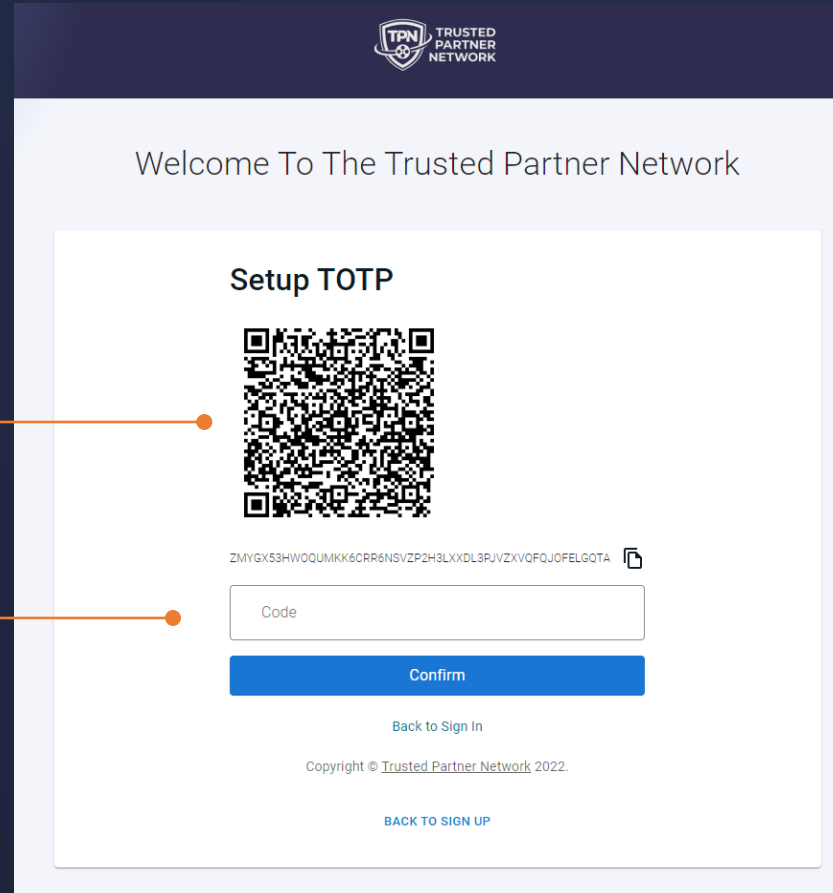 TPN
TRUSTED
PARTNER
NETWORK
Welcome To The Trusted Partner Network
Setup TOTP
ZMYGX53HWOQUMKK6CRR6NSVZP2H3LXXDL3PJVZXVQFQJOFELGQTA
Code
Confirm
Back to Sign In
Copyright © Trusted Partner Network 2022.
BACK TO SIGN UP